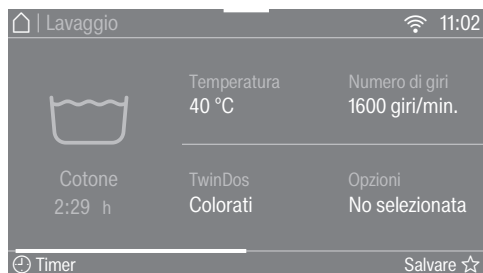 | Lavaggio 11:02
Temperatura Numero di giri
40 °C 1600 giri/min.
Cotone TwinDos Opzioni
2:29 h Colorati No selezionata
Timer Salvare